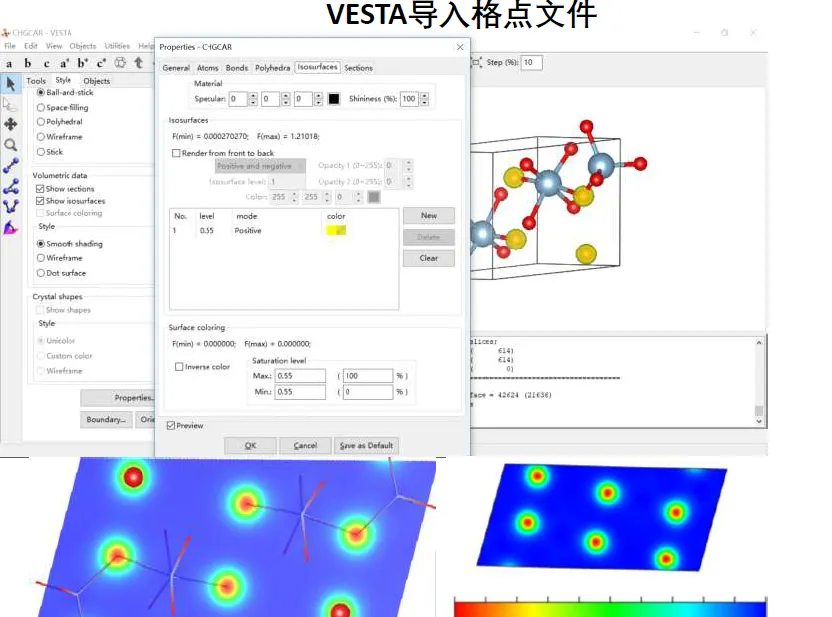 VESTA导入格点文件
CHGCAR - VESTA
File Edit View Objects Utilities Help
a b c a* b* c*
Step (%): 10
Tools Style Objects
Ball-and-stick
Space-filling
Polyhedral
Wireframe
Stick
Volumetric data
Show sections
Show isosurfaces
Surface coloring
Style
Smooth shading
Wireframe
Dot surface
Crystal shapes
Show shapes
Style
Unicolor
Custom color
Wireframe
Properties...
Boundary... Orie
Properties - CHGCAR
General Atoms Bonds Polyhedra Isosurfaces Sections
Material
Specular: 0 0 0 Shininess (%): 100
Isosurfaces
F(min) = 0.000270270; F(max) = 1.21018;
Render from front to back
Positive and negative Opacity 1 (0~255): 0
Isosurface level: 1 Opacity 2 (0~255): 0
Color: 255 255 0
No. level mode color
1 0.55 Positive
New
Delete
Clear
Surface coloring
F(min) = 0.000000; F(max) = 0.000000;
Inverse color
Saturation level
Max.: 0.55 ( 100 % )
Min.: 0.55 ( 0 % )
Preview
OK Cancel Save as Default
slices;
( 614)
( 614)
( 0)
face = 42624 (21636)